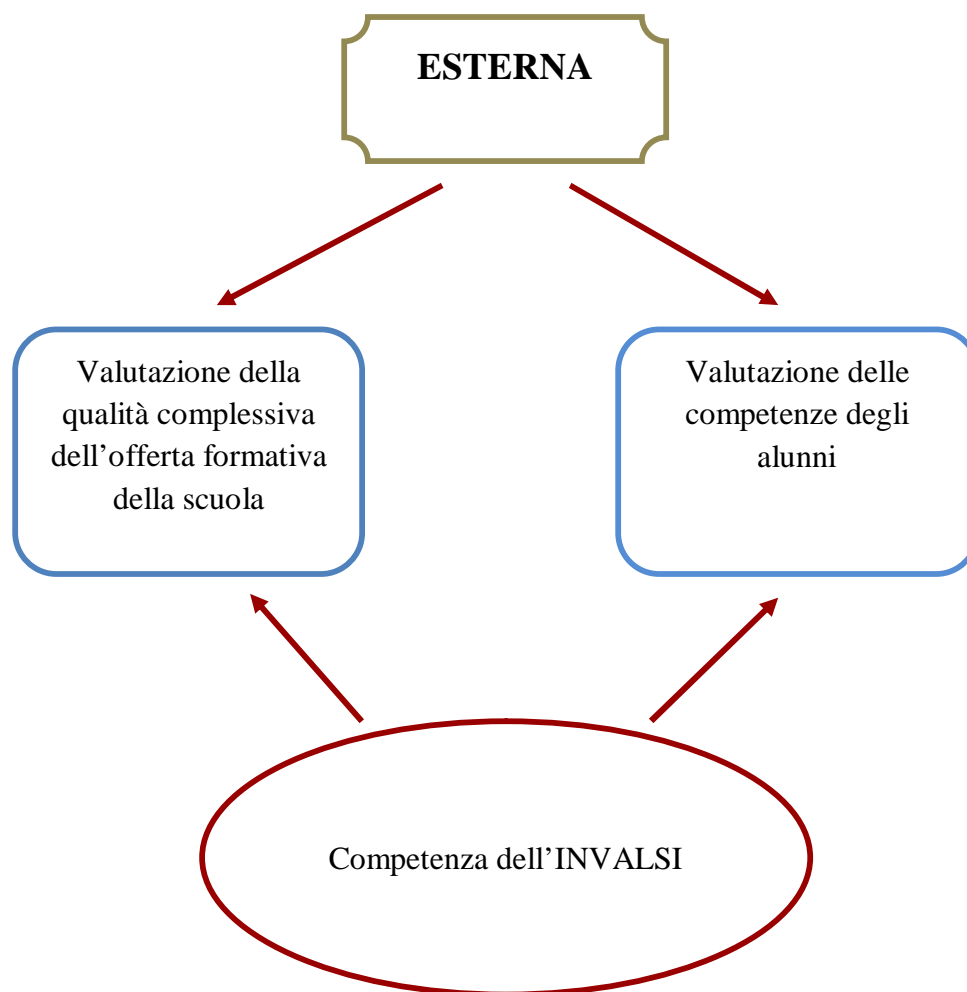 ESTERNA
Valutazione della
qualità complessiva
dell’offerta formativa
della scuola
Valutazione delle
competenze degli
alunni
Competenza dell’INVALSI